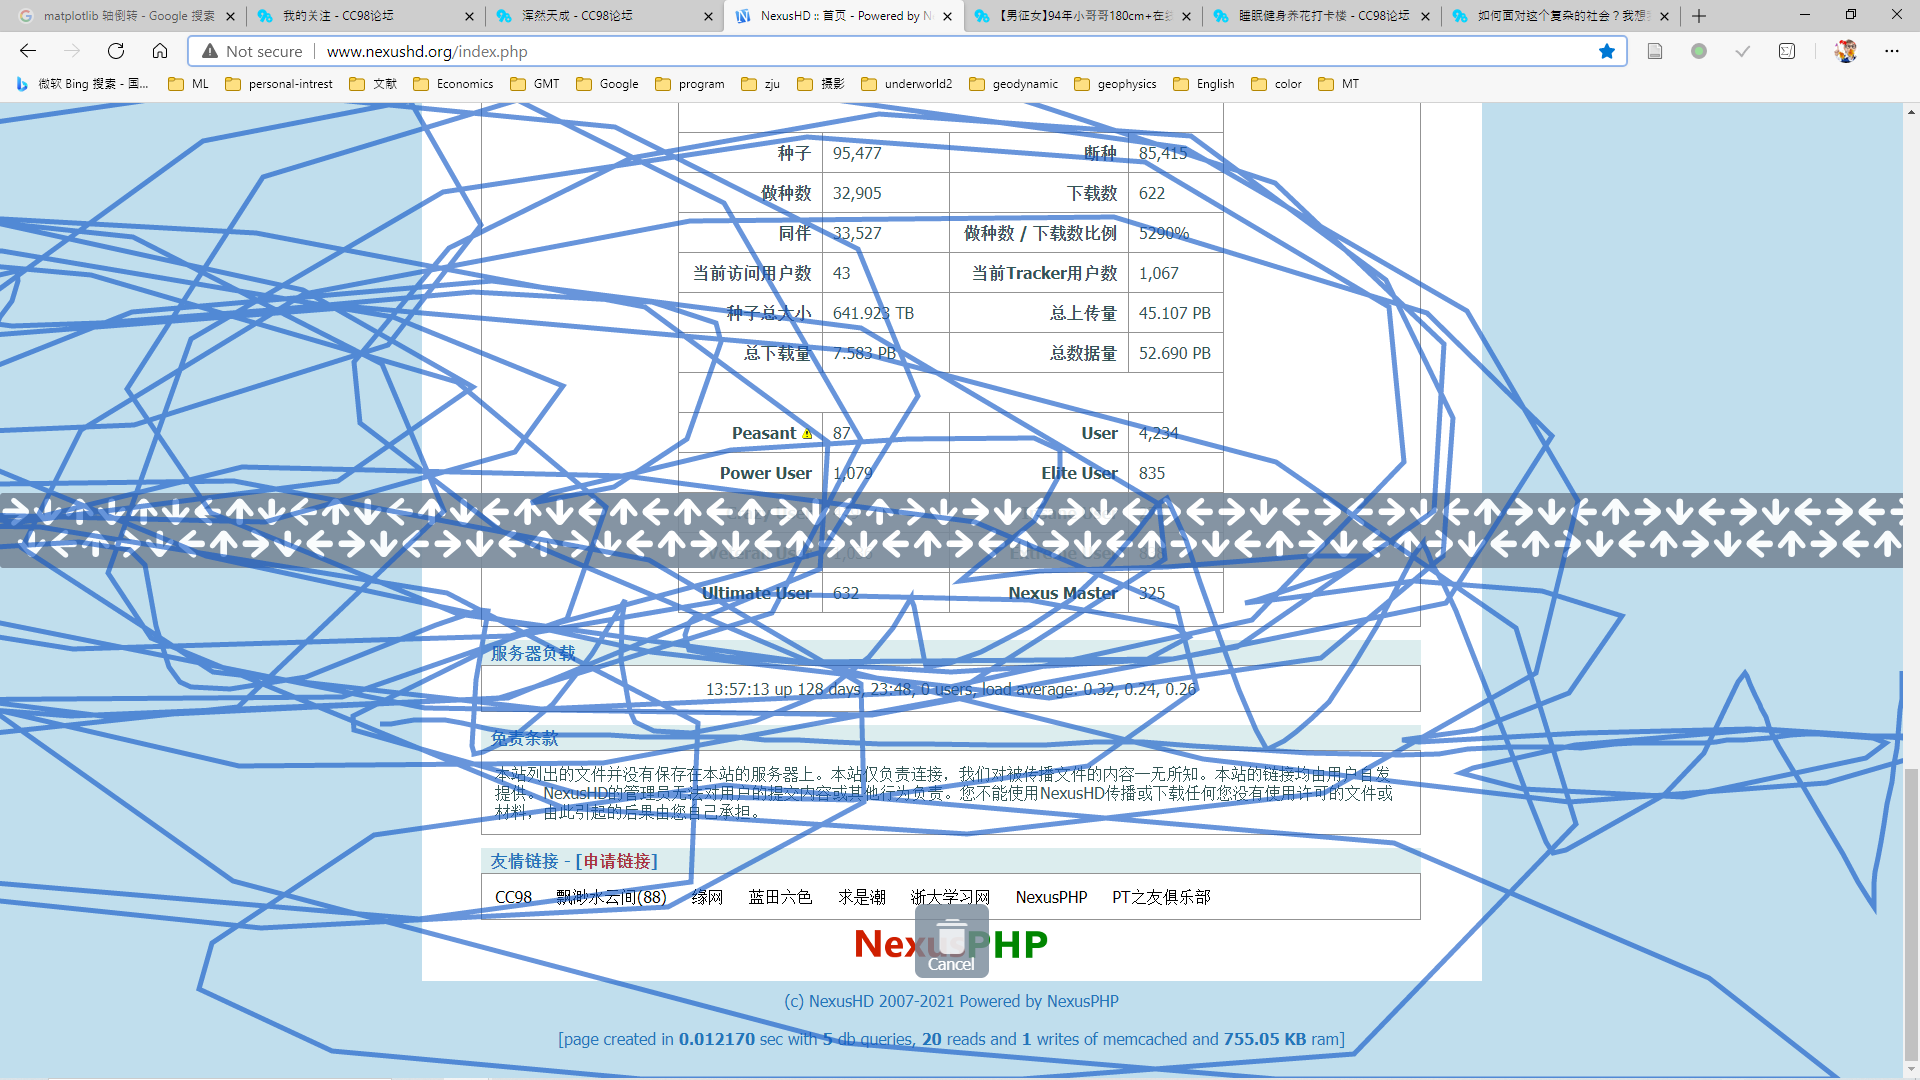 matplotlib 轴倒转 - Google 搜索
我的关注 - CC98论坛
浑然天成 - CC98论坛
NexusHD :: 首页 - Powered by N
【男征女】94年小哥哥180cm+在
睡眠健身养花打卡楼 - CC98论坛
如何面对这个复杂的社会？我想
Not secure www.nexushd.org/index.php
微软 Bing 搜索 - 国... ML personal-intrest 文献 Economics GMT Google program zju 摄影 underworld2 geodynamic geophysics English color MT
种子 95,477 断种 85,415
做种数 32,905 下载数 622
同伴 33,527 做种数 / 下载数比例 5290%
当前访问用户数 43 当前Tracker用户数 1,067
种子总大小 641.923 TB 总上传量 45.107 PB
总下载量 7.583 PB 总数据量 52.690 PB
Peasant 87 User 4,234
Power User 1,079 Elite User 835
Ultimate User 632 Nexus Master 325
服务器负载
13:57:13 up 128 days, 23:48, 0 users, load average: 0.32, 0.24, 0.26
免责条款
本站列出的文件并没有保存在本站的服务器上。本站仅负责连接，我们对被传播文件的内容一无所知。本站的链接均由用户自发
提供。NexusHD的管理员无法对用户的提交内容或其他行为负责。您不能使用NexusHD传播或下载任何您没有使用许可的文件或
材料，由此引起的后果由您自己承担。
友情链接 - [申请链接]
CC98 飘渺水云间(88) 缘网 蓝田六色 求是潮 浙大学习网 NexusPHP PT之友俱乐部
NexusPHP
Cancel
(c) NexusHD 2007-2021 Powered by NexusPHP
[page created in 0.012170 sec with 5 db queries, 20 reads and 1 writes of memcached and 755.05 KB ram]